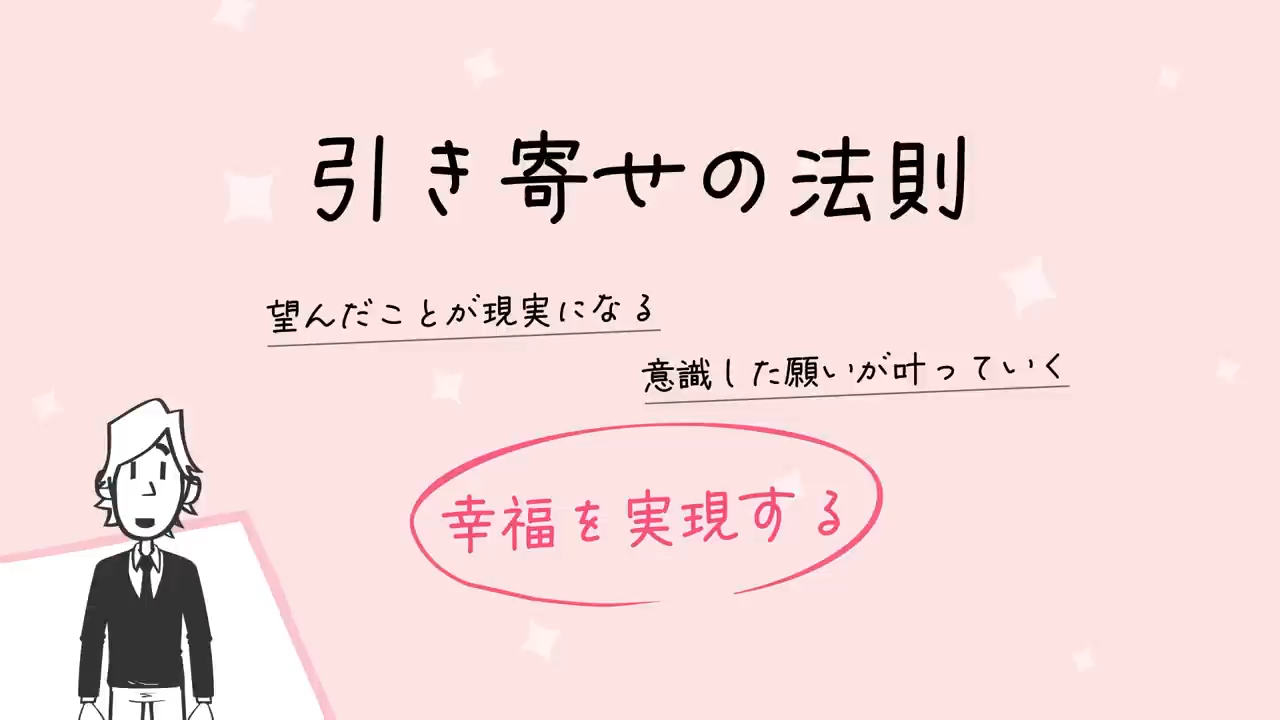 引き寄せの法則
望んだことが現実になる
意識した願いが叶っていく
幸福を実現する